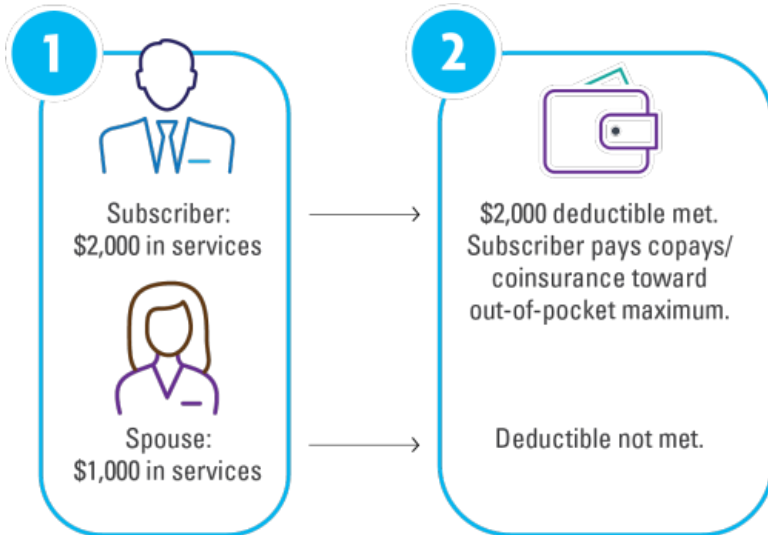 1
Subscriber:
$2,000 in services
Spouse:
$1,000 in services
2
$2,000 deductible met.
Subscriber pays copays/
coinsurance toward
out-of-pocket maximum.
Deductible not met.